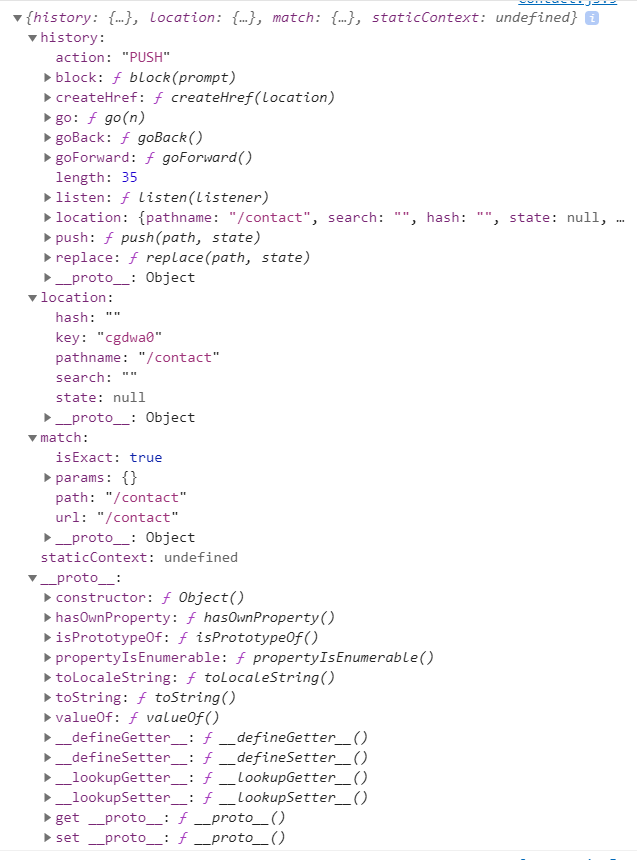 {history: {…}, location: {…}, match: {…}, staticContext: undefined} i
history:
action: "PUSH"
block: ƒ block(prompt)
createHref: ƒ createHref(location)
go: ƒ go(n)
goBack: ƒ goBack()
goForward: ƒ goForward()
length: 35
listen: ƒ listen(listener)
location: {pathname: "/contact", search: "", hash: "", state: null, …
push: ƒ push(path, state)
replace: ƒ replace(path, state)
__proto__: Object
location:
hash: ""
key: "cgdwa0"
pathname: "/contact"
search: ""
state: null
__proto__: Object
match:
isExact: true
params: {}
path: "/contact"
url: "/contact"
__proto__: Object
staticContext: undefined
__proto__:
constructor: ƒ Object()
hasOwnProperty: ƒ hasOwnProperty()
isPrototypeOf: ƒ isPrototypeOf()
propertyIsEnumerable: ƒ propertyIsEnumerable()
toLocaleString: ƒ toLocaleString()
toString: ƒ toString()
valueOf: ƒ valueOf()
__defineGetter__: ƒ __defineGetter__()
__defineSetter__: ƒ __defineSetter__()
__lookupGetter__: ƒ __lookupGetter__()
__lookupSetter__: ƒ __lookupSetter__()
get __proto__: ƒ __proto__()
set __proto__: ƒ __proto__()